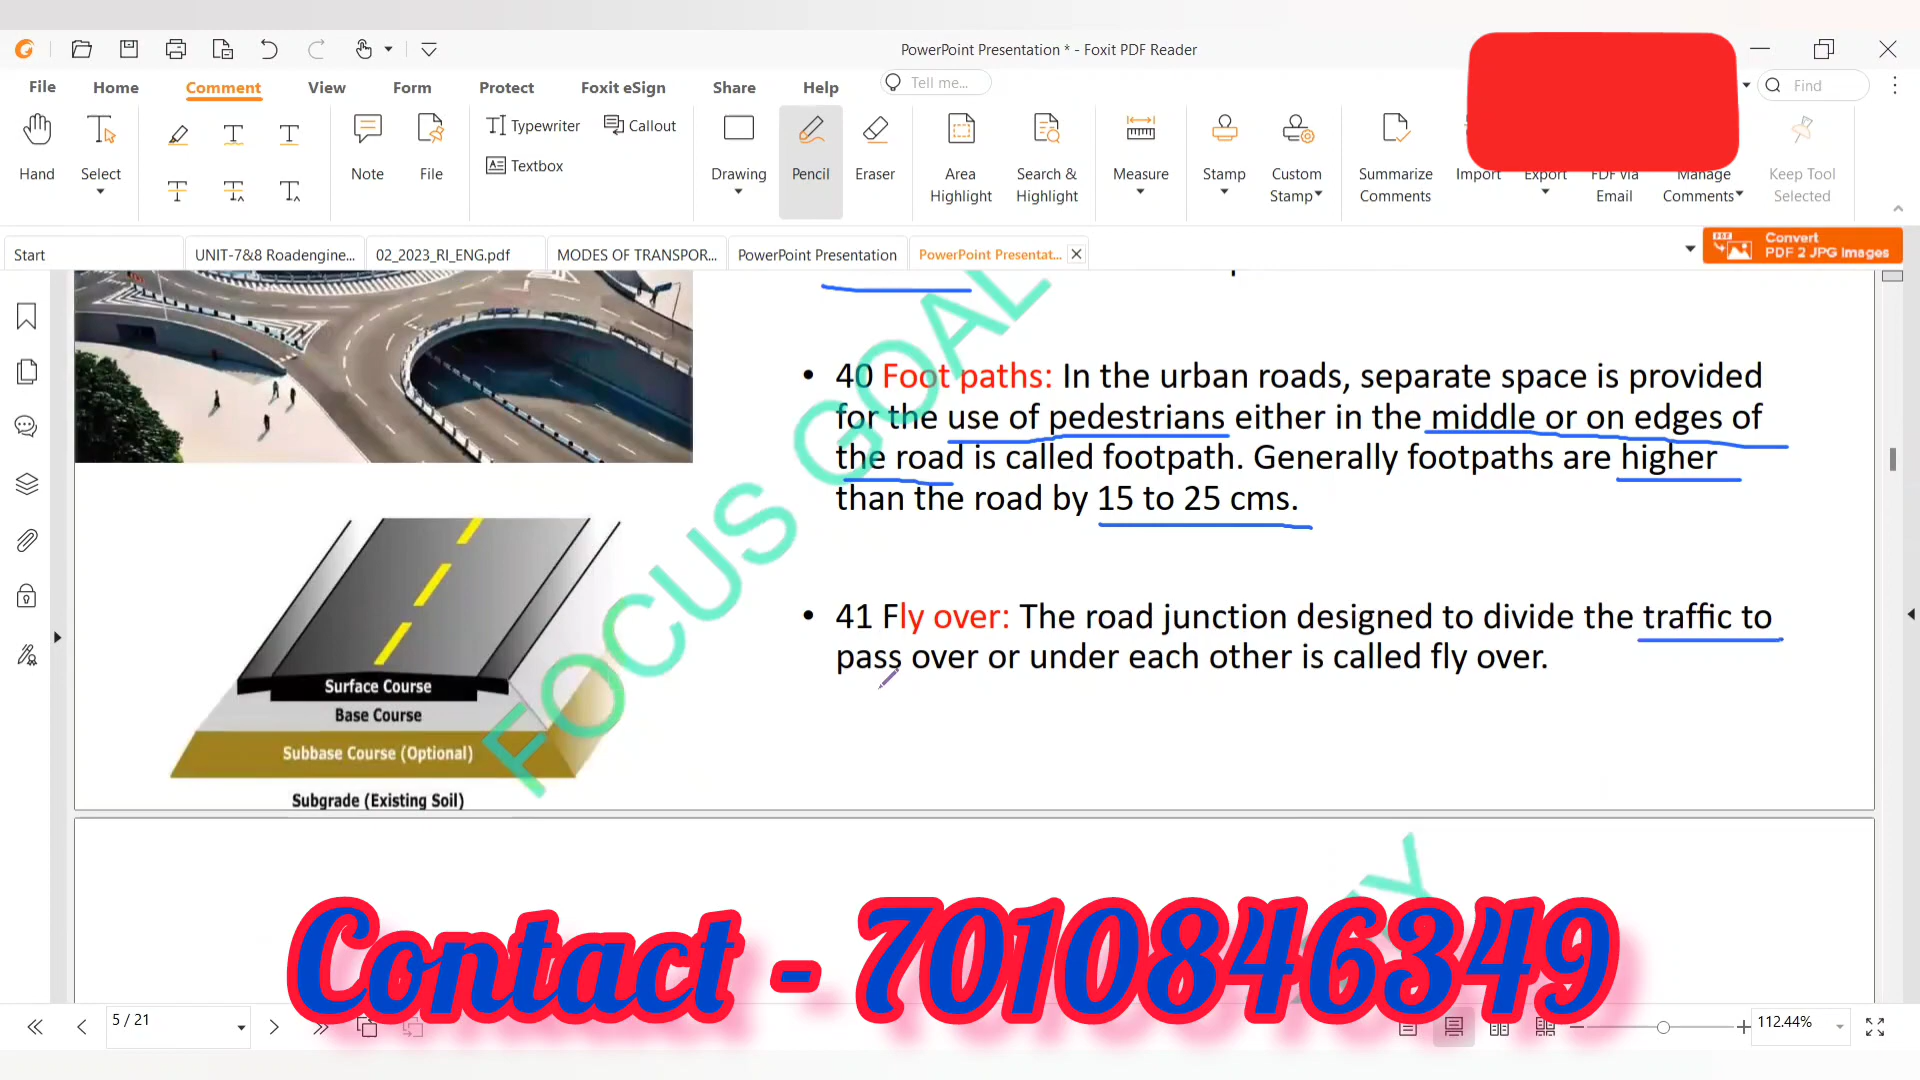 PowerPoint Presentation * - Foxit PDF Reader
File Home Comment View Form Protect Foxit eSign Share Help Tell me... Find
Hand Select Note File Typewriter Callout Textbox Drawing Pencil Eraser Area Highlight Search & Highlight Measure Stamp Custom Stamp Summarize Comments Import Export PDF via Email Manage Comments Keep Tool Selected
Start UNIT-7&8 Roadengine... 02_2023_RI_ENG.pdf MODES OF TRANSPOR... PowerPoint Presentation PowerPoint Presentat...
Convert
PDF 2 JPG Images
• 40 Foot paths: In the urban roads, separate space is provided
for the use of pedestrians either in the middle or on edges of
the road is called footpath. Generally footpaths are higher
than the road by 15 to 25 cms.
• 41 Fly over: The road junction designed to divide the traffic to
pass over or under each other is called fly over.
Surface Course
Base Course
Subbase Course (Optional)
Subgrade (Existing Soil)
FOCUS GOAL
Contact - 7010846349
5 / 21
112.44%